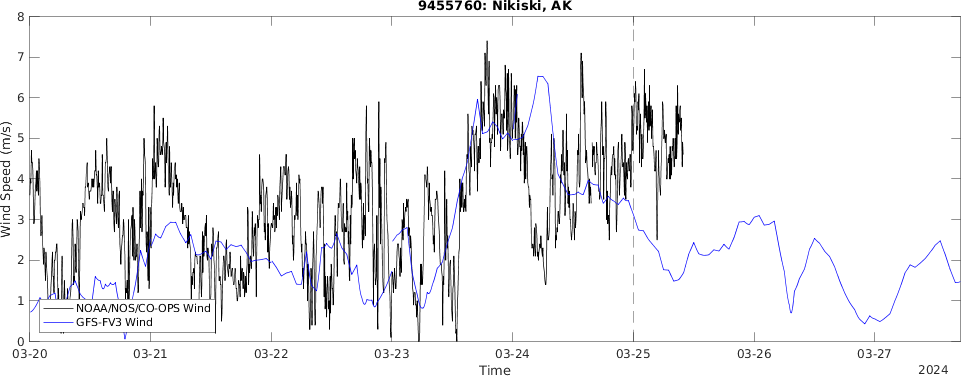 9455760: Nikiski, AK
Wind Speed (m/s)
8
7
6
5
4
3
2
1
0
NOAA/NOS/CO-OPS Wind
GFS-FV3 Wind
03-20 03-21 03-22 03-23 03-24 03-25 03-26 03-27
Time
2024